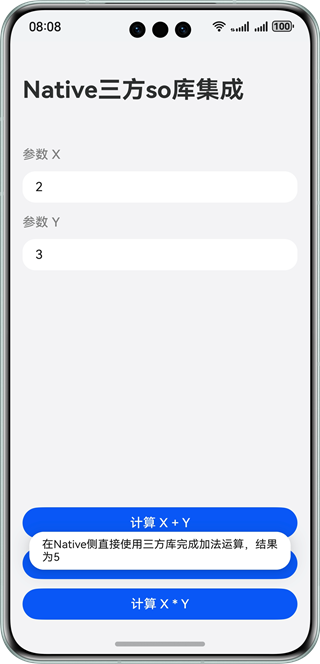 08:08
100
Native三方so库集成
参数 X
2
参数 Y
3
计算 X + Y
在Native侧直接使用三方库完成加法运算，结果
为5
计算 X * Y